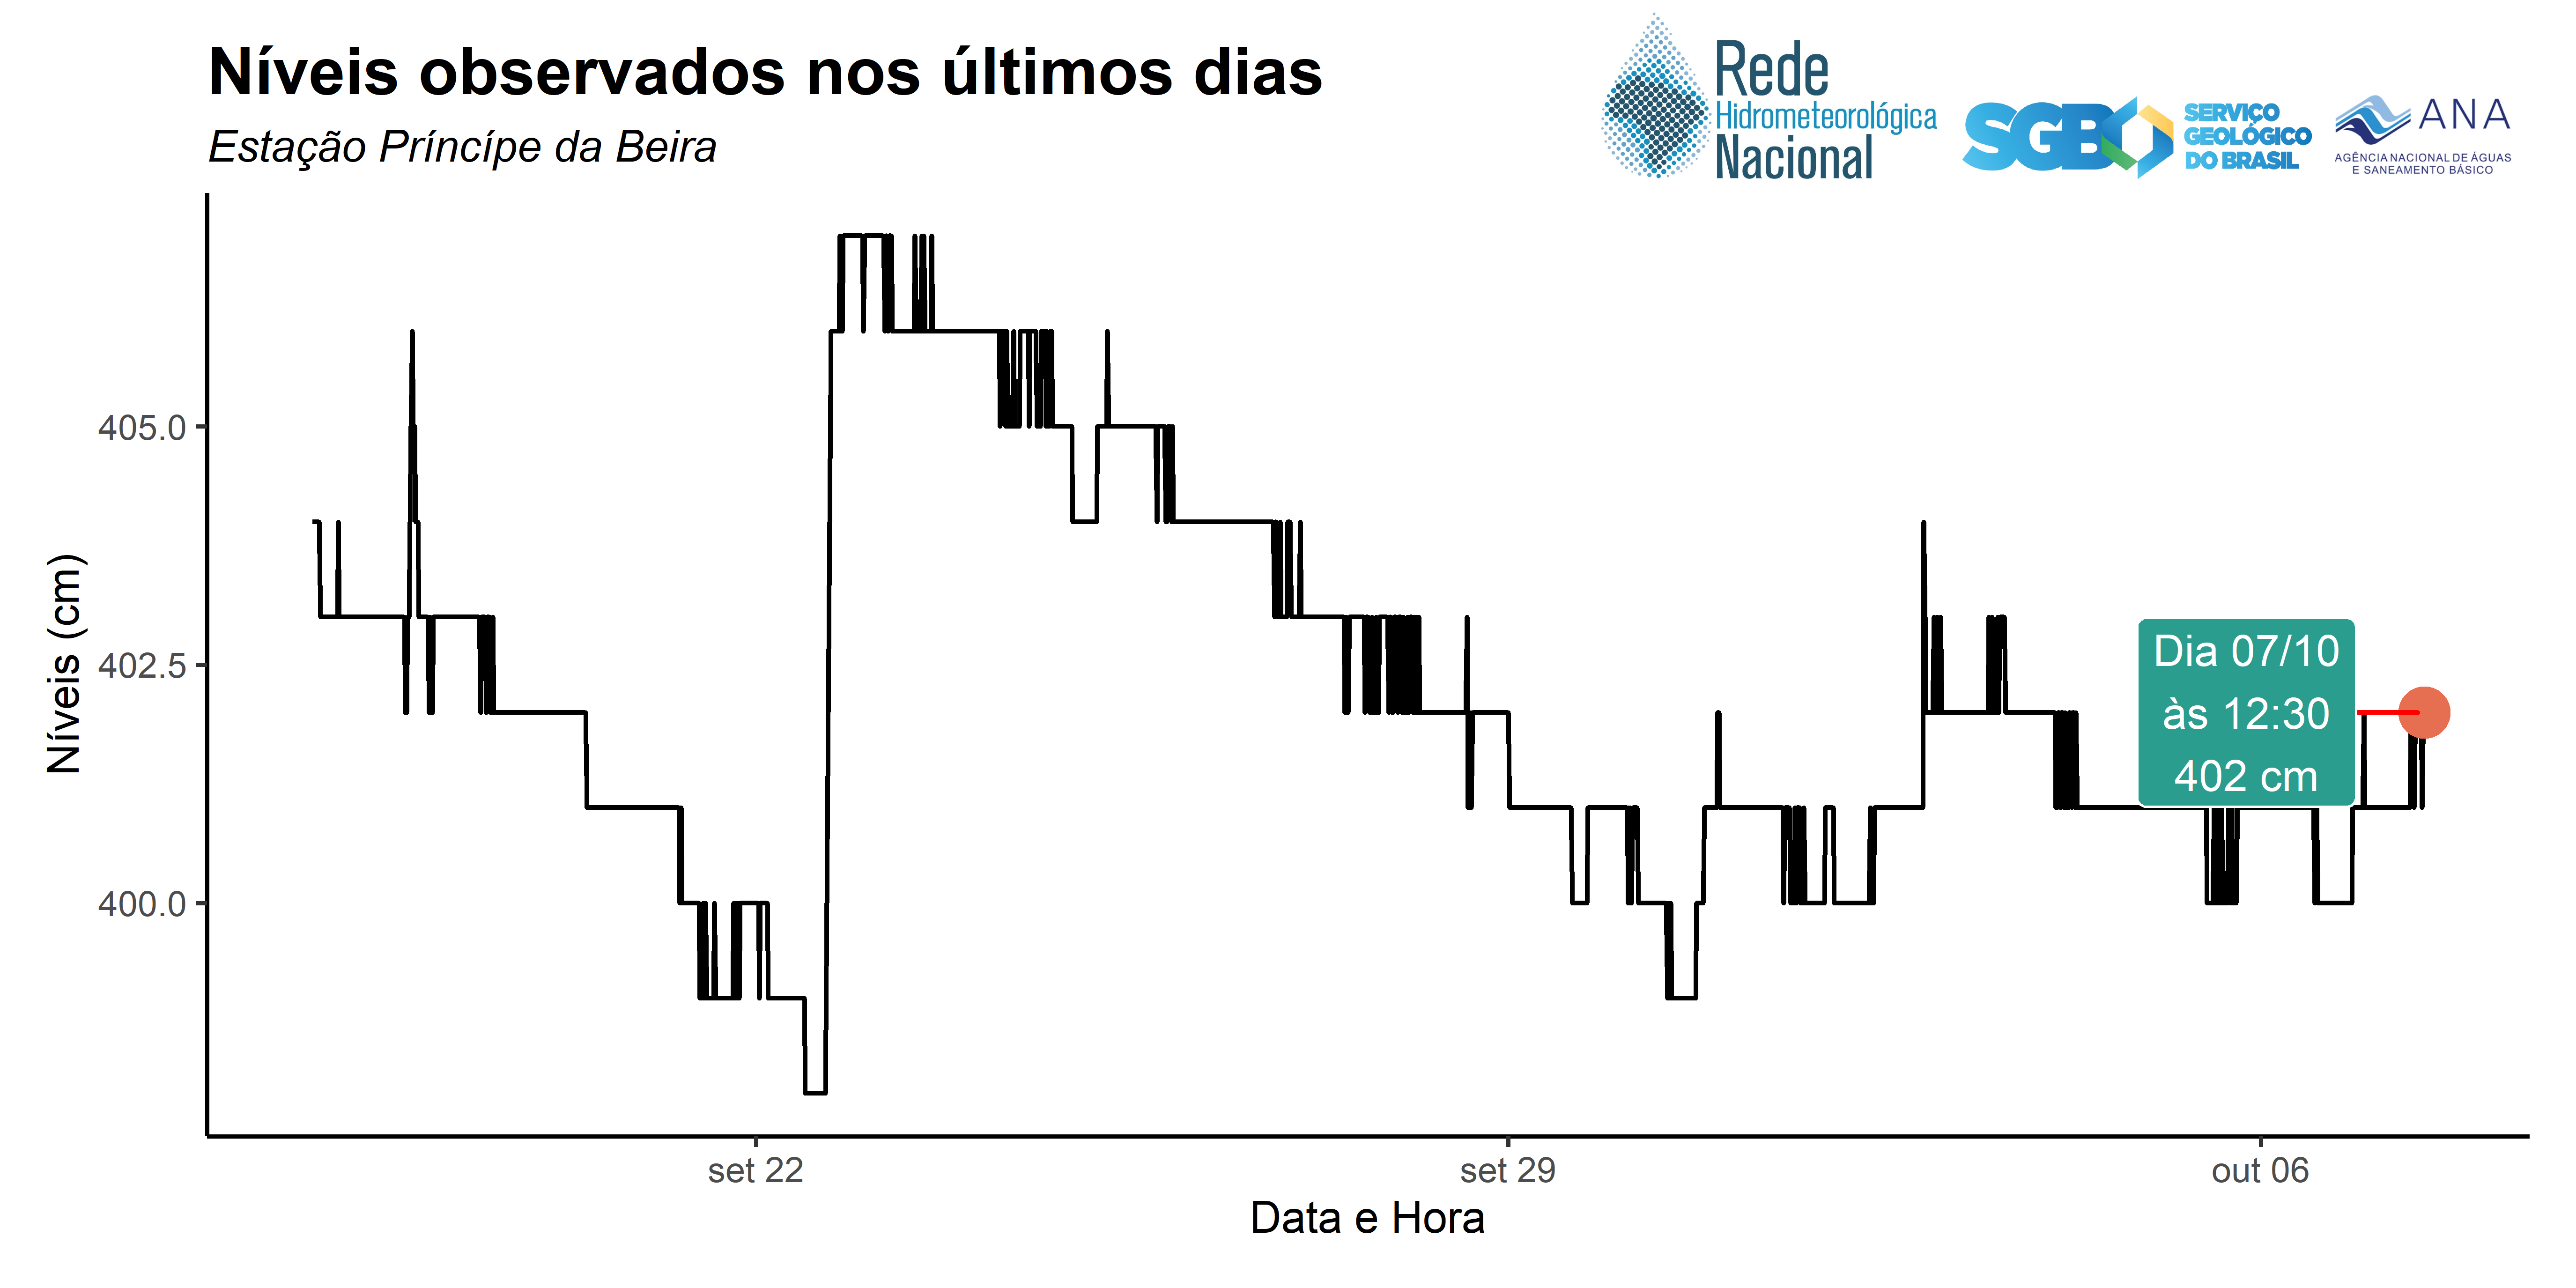 Níveis observados nos últimos dias
Estação Príncípe da Beira
Rede
Hidrometeorológica
Nacional
SGB
SERVIÇO
GEOLÓGICO
DO BRASIL
ANA
AGÊNCIA NACIONAL DE ÁGUAS
E SANEAMENTO BÁSICO
Níveis (cm)
405.0
402.5
400.0
Dia 07/10
às 12:30
402 cm
set 22
set 29
out 06
Data e Hora